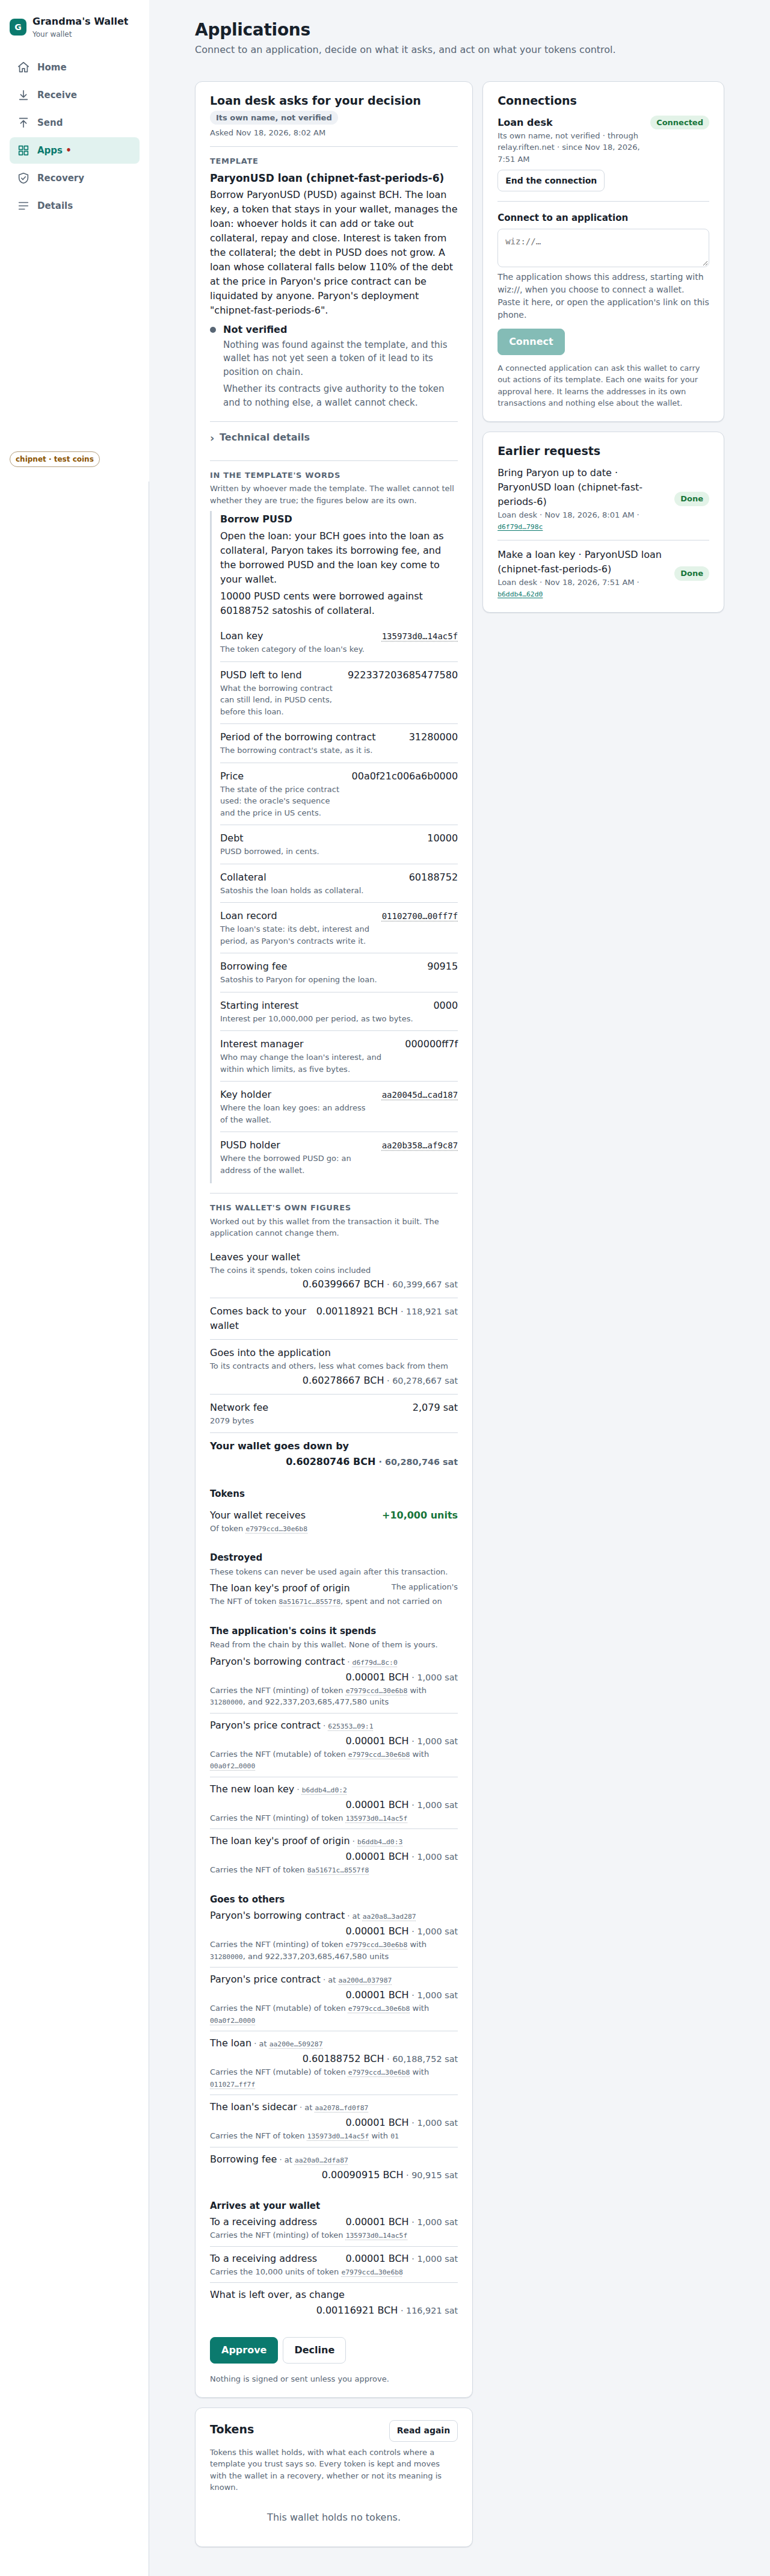 G
Grandma's Wallet
Your wallet
Home
Receive
Send
Apps •
Recovery
Details
chipnet · test coins
Applications
Connect to an application, decide on what it asks, and act on what your tokens control.
Loan desk asks for your decision
Its own name, not verified
Asked Nov 18, 2026, 8:02 AM
TEMPLATE
ParyonUSD loan (chipnet-fast-periods-6)
Borrow ParyonUSD (PUSD) against BCH. The loan
key, a token that stays in your wallet, manages the
loan: whoever holds it can add or take out
collateral, repay and close. Interest is taken from
the collateral; the debt in PUSD does not grow. A
loan whose collateral falls below 110% of the debt
at the price in Paryon's price contract can be
liquidated by anyone. Paryon's deployment
"chipnet-fast-periods-6".
Not verified
Nothing was found against the template, and this
wallet has not yet seen a token of it lead to its
position on chain.
Whether its contracts give authority to the token
and to nothing else, a wallet cannot check.
› Technical details
IN THE TEMPLATE'S WORDS
Written by whoever made the template. The wallet cannot tell
whether they are true; the figures below are its own.
Borrow PUSD
Open the loan: your BCH goes into the loan as
collateral, Paryon takes its borrowing fee, and
the borrowed PUSD and the loan key come to
your wallet.
10000 PUSD cents were borrowed against
60188752 satoshis of collateral.
Loan key 135973d0…14ac5f
The token category of the loan's key.
PUSD left to lend 922337203685477580
What the borrowing contract
can still lend, in PUSD cents,
before this loan.
Period of the borrowing contract 31280000
The borrowing contract's state, as it is.
Price 00a0f21c006a6b0000
The state of the price contract
used: the oracle's sequence
and the price in US cents.
Debt 10000
PUSD borrowed, in cents.
Collateral 60188752
Satoshis the loan holds as collateral.
Loan record 01102700…00ff7f
The loan's state: its debt, interest and
period, as Paryon's contracts write it.
Borrowing fee 90915
Satoshis to Paryon for opening the loan.
Starting interest 0000
Interest per 10,000,000 per period, as two bytes.
Interest manager 000000ff7f
Who may change the loan's interest, and
within which limits, as five bytes.
Key holder aa20045d…cad187
Where the loan key goes: an address
of the wallet.
PUSD holder aa20b358…af9c87
Where the borrowed PUSD go: an
address of the wallet.
THIS WALLET'S OWN FIGURES
Worked out by this wallet from the transaction it built. The
application cannot change them.
Leaves your wallet
The coins it spends, token coins included
0.60399667 BCH · 60,399,667 sat
Comes back to your wallet 0.00118921 BCH · 118,921 sat
Goes into the application
To its contracts and others, less what comes back from them
0.60278667 BCH · 60,278,667 sat
Network fee 2,079 sat
2079 bytes
Your wallet goes down by
0.60280746 BCH · 60,280,746 sat
Tokens
Your wallet receives +10,000 units
Of token e7979ccd…30e6b8
Destroyed
These tokens can never be used again after this transaction.
The loan key's proof of origin The application's
The NFT of token 8a51671c…8557f8, spent and not carried on
The application's coins it spends
Read from the chain by this wallet. None of them is yours.
Paryon's borrowing contract · d6f79d…8c:0
0.00001 BCH · 1,000 sat
Carries the NFT (minting) of token e7979ccd…30e6b8 with
31280000, and 922,337,203,685,477,580 units
Paryon's price contract · 625353…09:1
0.00001 BCH · 1,000 sat
Carries the NFT (mutable) of token e7979ccd…30e6b8 with
00a0f2…0000
The new loan key · b6ddb4…d0:2
0.00001 BCH · 1,000 sat
Carries the NFT (minting) of token 135973d0…14ac5f
The loan key's proof of origin · b6ddb4…d0:3
0.00001 BCH · 1,000 sat
Carries the NFT of token 8a51671c…8557f8
Goes to others
Paryon's borrowing contract · at aa20a8…3ad287
0.00001 BCH · 1,000 sat
Carries the NFT (minting) of token e7979ccd…30e6b8 with
31280000, and 922,337,203,685,467,580 units
Paryon's price contract · at aa200d…037987
0.00001 BCH · 1,000 sat
Carries the NFT (mutable) of token e7979ccd…30e6b8 with
00a0f2…0000
The loan · at aa200e…509287
0.60188752 BCH · 60,188,752 sat
Carries the NFT (mutable) of token e7979ccd…30e6b8 with
011027…ff7f
The loan's sidecar · at aa2078…fd0f87
0.00001 BCH · 1,000 sat
Carries the NFT of token 135973d0…14ac5f with 01
Borrowing fee · at aa20a0…2dfa87
0.00090915 BCH · 90,915 sat
Arrives at your wallet
To a receiving address 0.00001 BCH · 1,000 sat
Carries the NFT (minting) of token 135973d0…14ac5f
To a receiving address 0.00001 BCH · 1,000 sat
Carries the 10,000 units of token e7979ccd…30e6b8
What is left over, as change
0.00116921 BCH · 116,921 sat
Approve Decline
Nothing is signed or sent unless you approve.
Tokens Read again
Tokens this wallet holds, with what each controls where a
template you trust says so. Every token is kept and moves
with the wallet in a recovery, whether or not its meaning is
known.
This wallet holds no tokens.
Connections
Loan desk Connected
Its own name, not verified · through
relay.riften.net · since Nov 18, 2026,
7:51 AM
End the connection
Connect to an application
wiz://…
The application shows this address, starting with
wiz://, when you choose to connect a wallet.
Paste it here, or open the application's link on this
phone.
Connect
A connected application can ask this wallet to carry
out actions of its template. Each one waits for your
approval here. It learns the addresses in its own
transactions and nothing else about the wallet.
Earlier requests
Bring Paryon up to date ·
ParyonUSD loan (chipnet-fast-
periods-6)
Done
Loan desk · Nov 18, 2026, 8:01 AM ·
d6f79d…798c
Make a loan key · ParyonUSD loan
(chipnet-fast-periods-6)
Done
Loan desk · Nov 18, 2026, 7:51 AM ·
b6ddb4…62d0